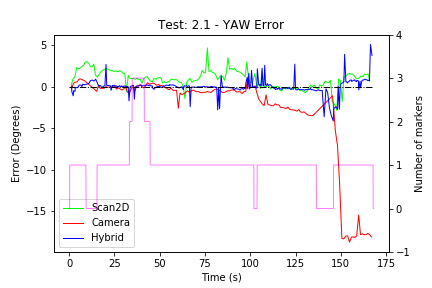 Test: 2.1 - YAW Error
Error (Degrees)
5
0
−5
−10
−15
Scan2D
Camera
Hybrid
0
25
50
75
100
125
150
175
Time (s)
4
3
2
1
0
−1
Number of markers